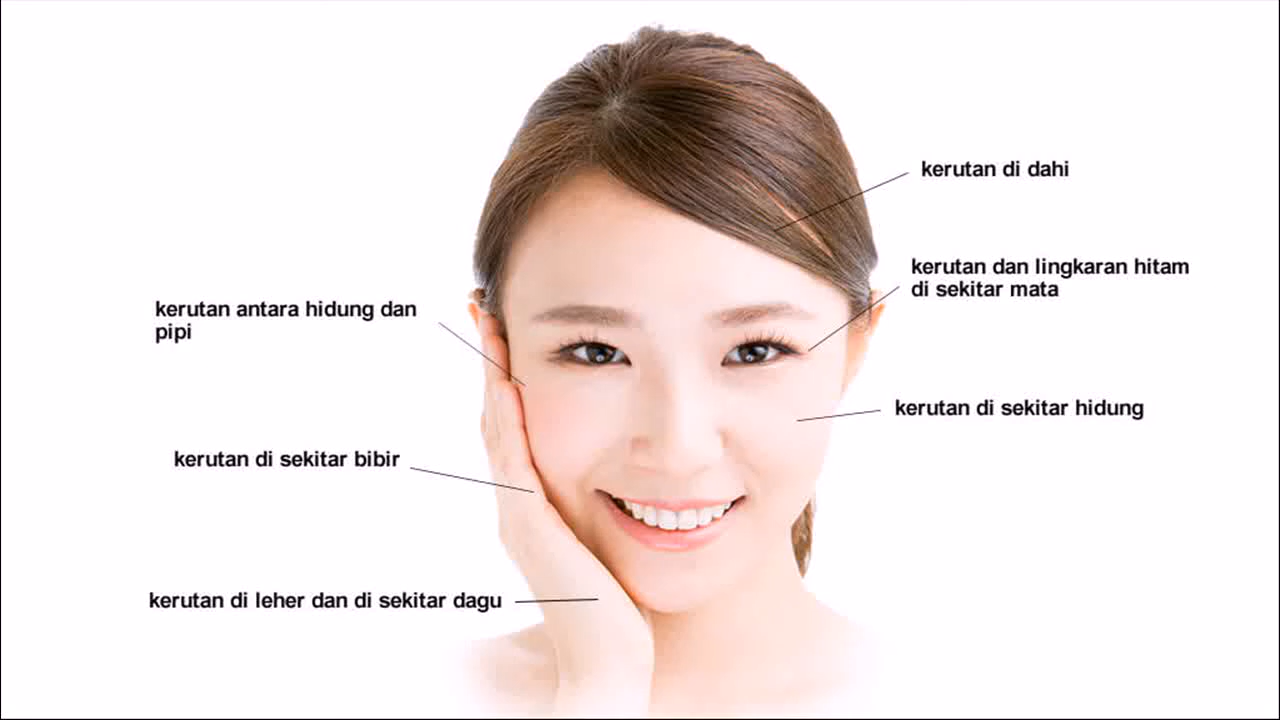 kerutan di dahi
kerutan dan lingkaran hitam
di sekitar mata
kerutan antara hidung dan
pipi
kerutan di sekitar hidung
kerutan di sekitar bibir
kerutan di leher dan di sekitar dagu